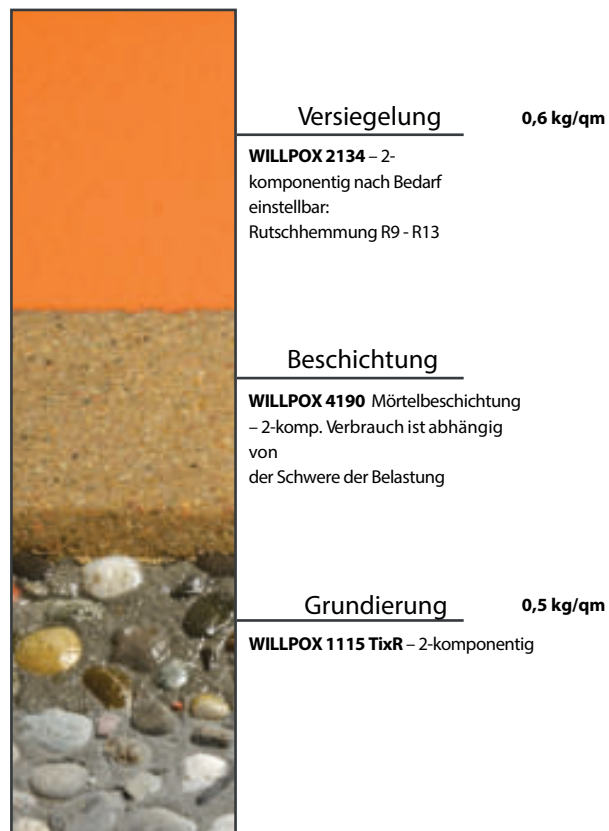 Versiegelung 0,6 kg/qm
WILLPOX 2134 – 2-
komponentig nach Bedarf
einstellbar:
Rutschhemmung R9 - R13
Beschichtung
WILLPOX 4190 Mörtelbeschichtung
– 2-komp. Verbrauch ist abhängig
von
der Schwere der Belastung
Grundierung 0,5 kg/qm
WILLPOX 1115 TixR – 2-komponentig